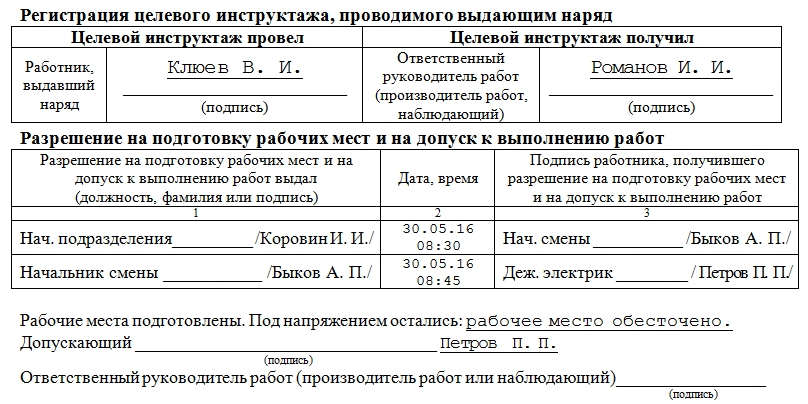 Регистрация целевого инструктажа, проводимого выдающим наряд
Целевой инструктаж провел
Целевой инструктаж получил
Работник,
выдавший
наряд
Клюев В. И.
(подпись)
Ответственный
руководитель работ
(производитель работ,
наблюдающий)
Романов И. И.
(подпись)
Разрешение на подготовку рабочих мест и на допуск к выполнению работ
Разрешение на подготовку рабочих мест и на
допуск к выполнению работ выдал
(должность, фамилия или подпись)
Дата, время
Подпись работника, получившего
разрешение на подготовку рабочих мест
и на допуск к выполнению работ
1
2
3
Нач. подразделения__________ /Коровин И. И./
30.05.16
08:30
Нач. смены ___________ /Быков А. П./
Начальник смены ____________ /Быков А. П./
30.05.16
08:45
Деж. электрик _________ / Петров П. П./
Рабочие места подготовлены. Под напряжением остались: рабочее место обесточено.
Допускающий ____________________________________ Петров П. П.
(подпись)
Ответственный руководитель работ (производитель работ или наблюдающий)_____________________
(подпись)